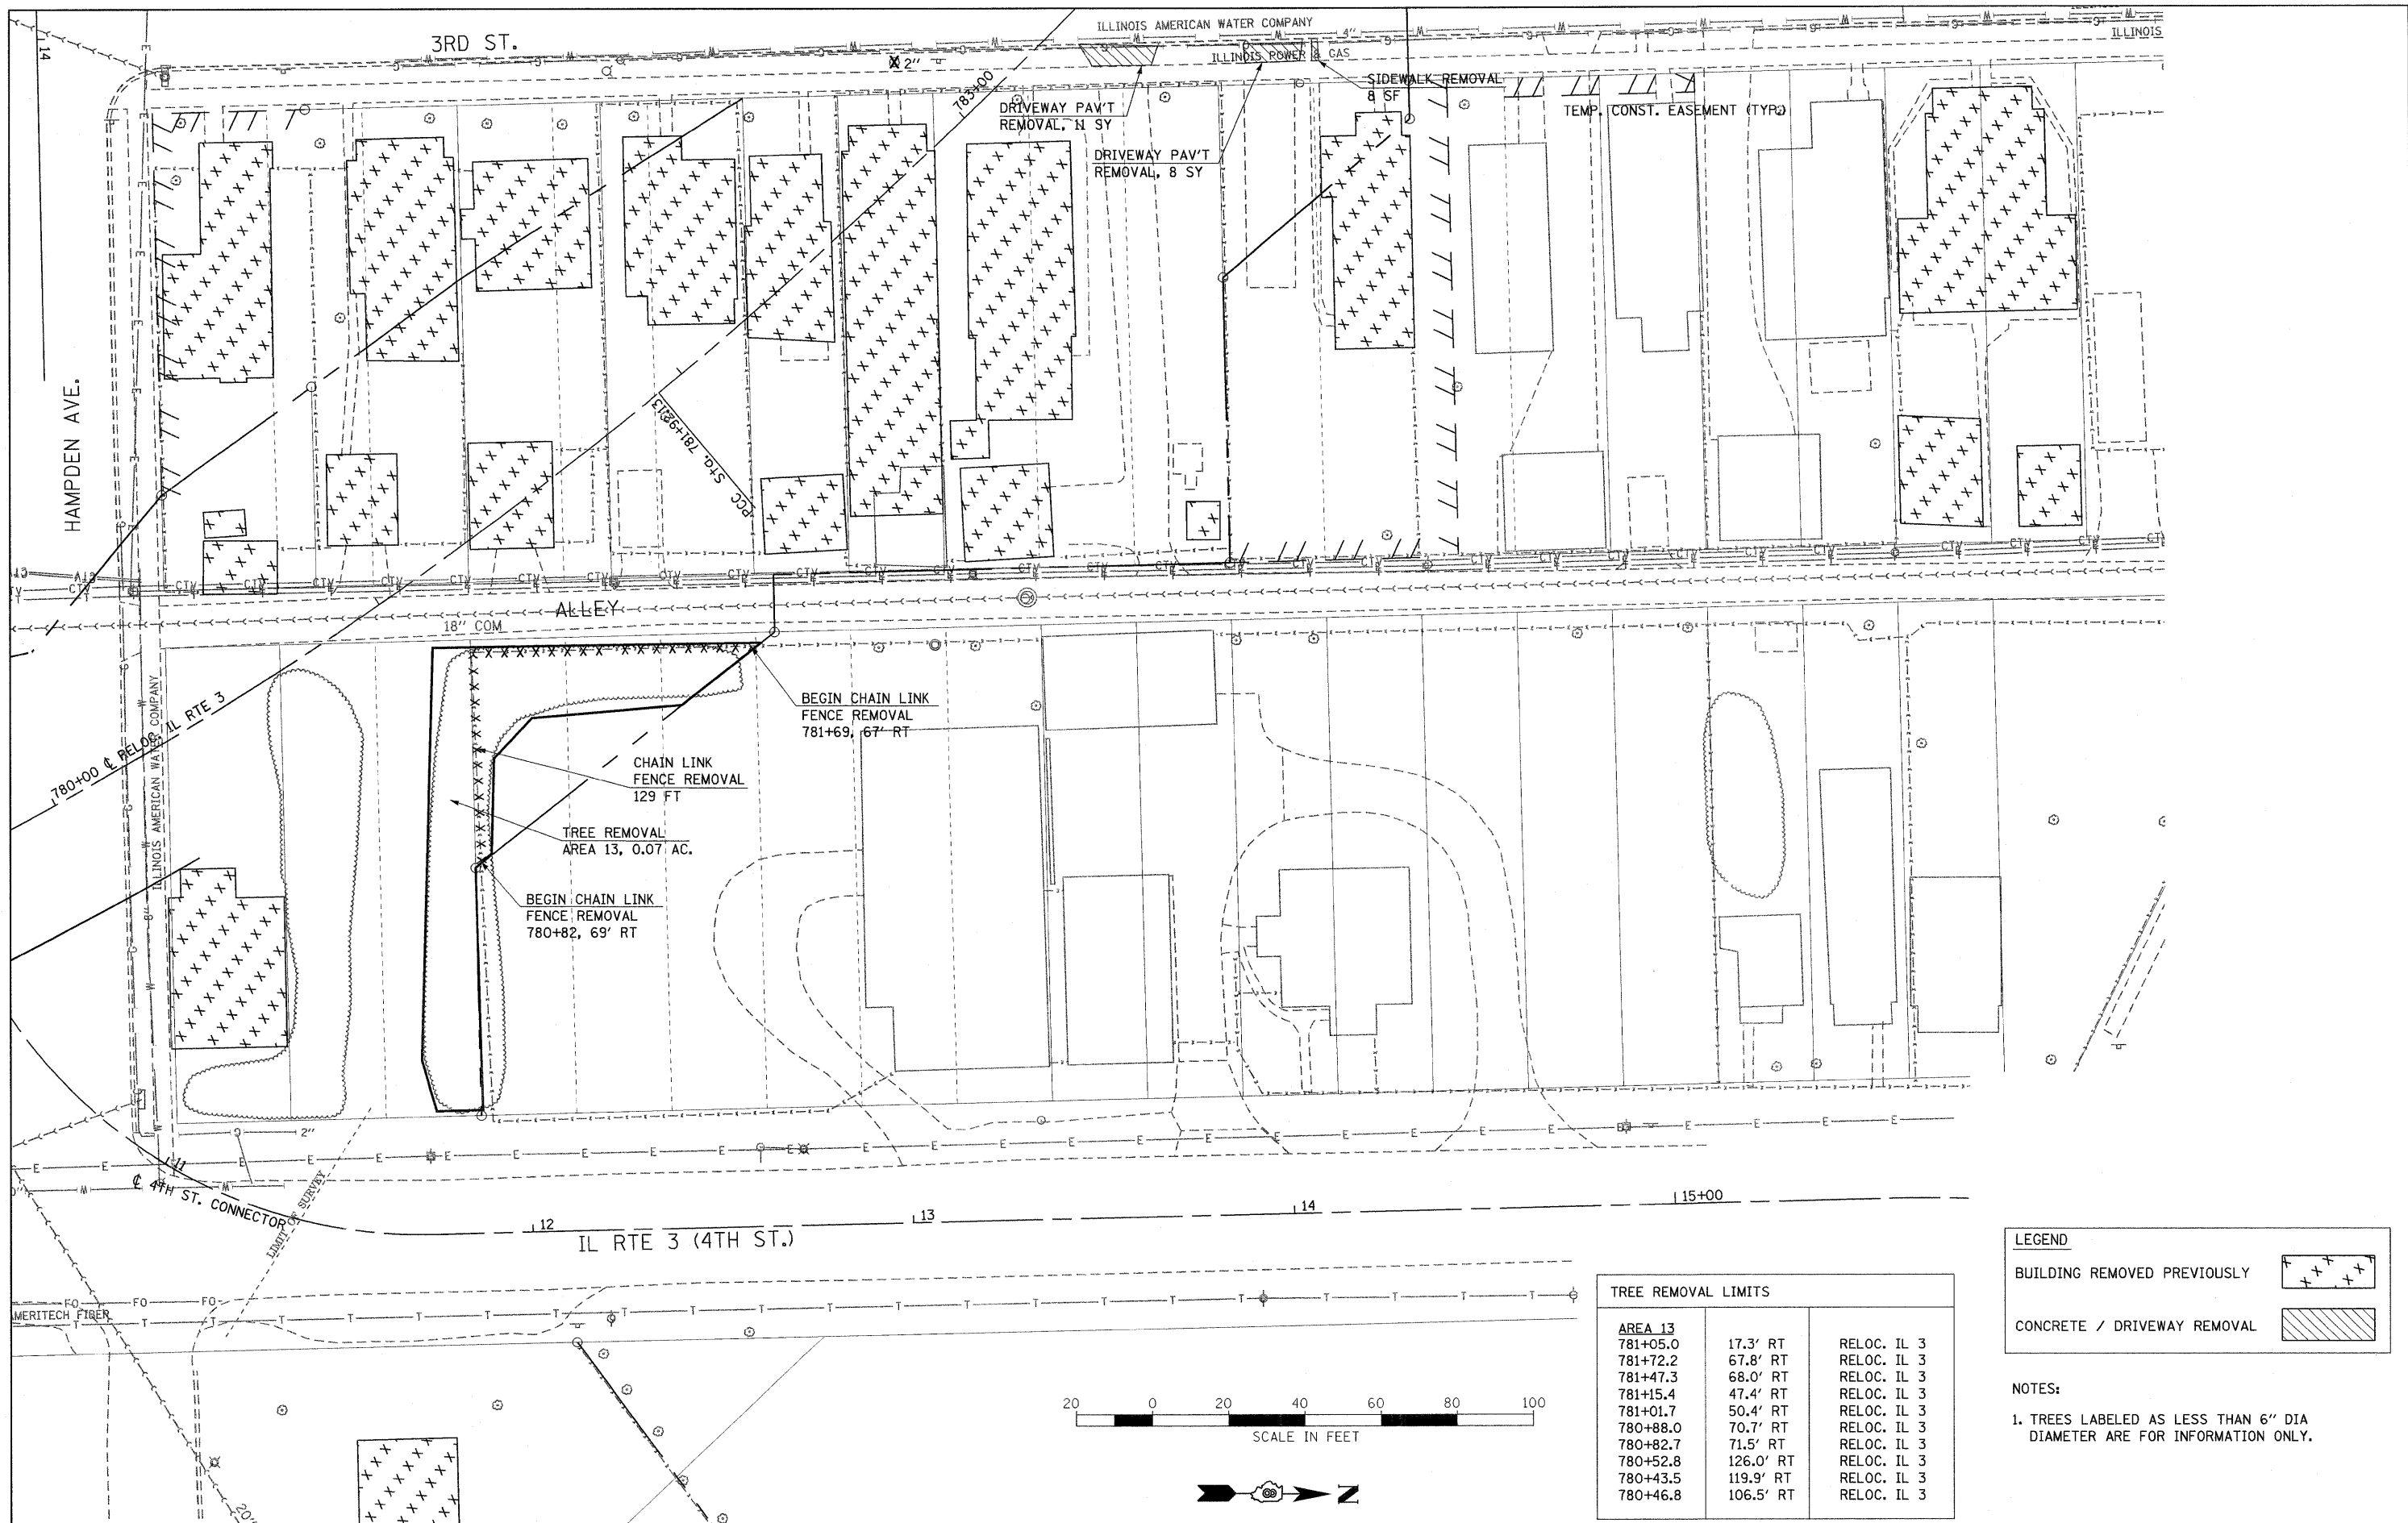 ILLINOIS AMERICAN WATER COMPANY
3RD ST.
14
2"
4"
ILLINOIS
ILLINOIS POWER & GAS
783+00
SIDEWALK REMOVAL
8 SF
DRIVEWAY PAV'T
REMOVAL, 11 SY
TEMP. CONST. EASEMENT (TYP.)
DRIVEWAY PAV'T
REMOVAL, 8 SY
HAMPDEN AVE.
PCC Sta. 781+92.13
CTV
ALLEY
18" COM
BEGIN CHAIN LINK
FENCE REMOVAL
781+69, 67' RT
780+00 ℄ RELOC. IL RTE 3
ILLINOIS AMERICAN WATER COMPANY
CHAIN LINK
FENCE REMOVAL
129 FT
TREE REMOVAL
AREA 13, 0.07 AC.
BEGIN CHAIN LINK
FENCE REMOVAL
780+82, 69' RT
8"
2"
11
℄ 4TH ST. CONNECTOR
LIMIT OF SURVEY
12
13
14
15+00
IL RTE 3 (4TH ST.)
AMERITECH FIBER
FO FO FO
20"
LEGEND
BUILDING REMOVED PREVIOUSLY
CONCRETE / DRIVEWAY REMOVAL
TREE REMOVAL LIMITS
AREA 13
781+05.0 17.3' RT RELOC. IL 3
781+72.2 67.8' RT RELOC. IL 3
781+47.3 68.0' RT RELOC. IL 3
781+15.4 47.4' RT RELOC. IL 3
781+01.7 50.4' RT RELOC. IL 3
780+88.0 70.7' RT RELOC. IL 3
780+82.7 71.5' RT RELOC. IL 3
780+52.8 126.0' RT RELOC. IL 3
780+43.5 119.9' RT RELOC. IL 3
780+46.8 106.5' RT RELOC. IL 3
NOTES:
1. TREES LABELED AS LESS THAN 6" DIA
DIAMETER ARE FOR INFORMATION ONLY.
20 0 20 40 60 80 100
SCALE IN FEET
N